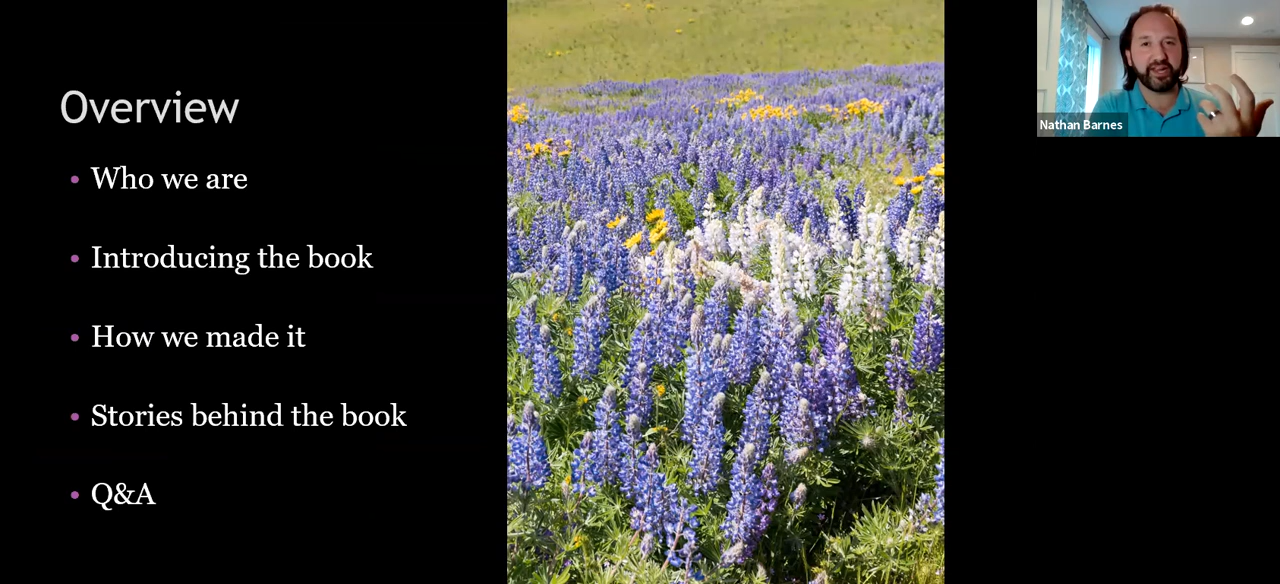 Overview
Who we are
Introducing the book
How we made it
Stories behind the book
Q&A
Nathan Barnes